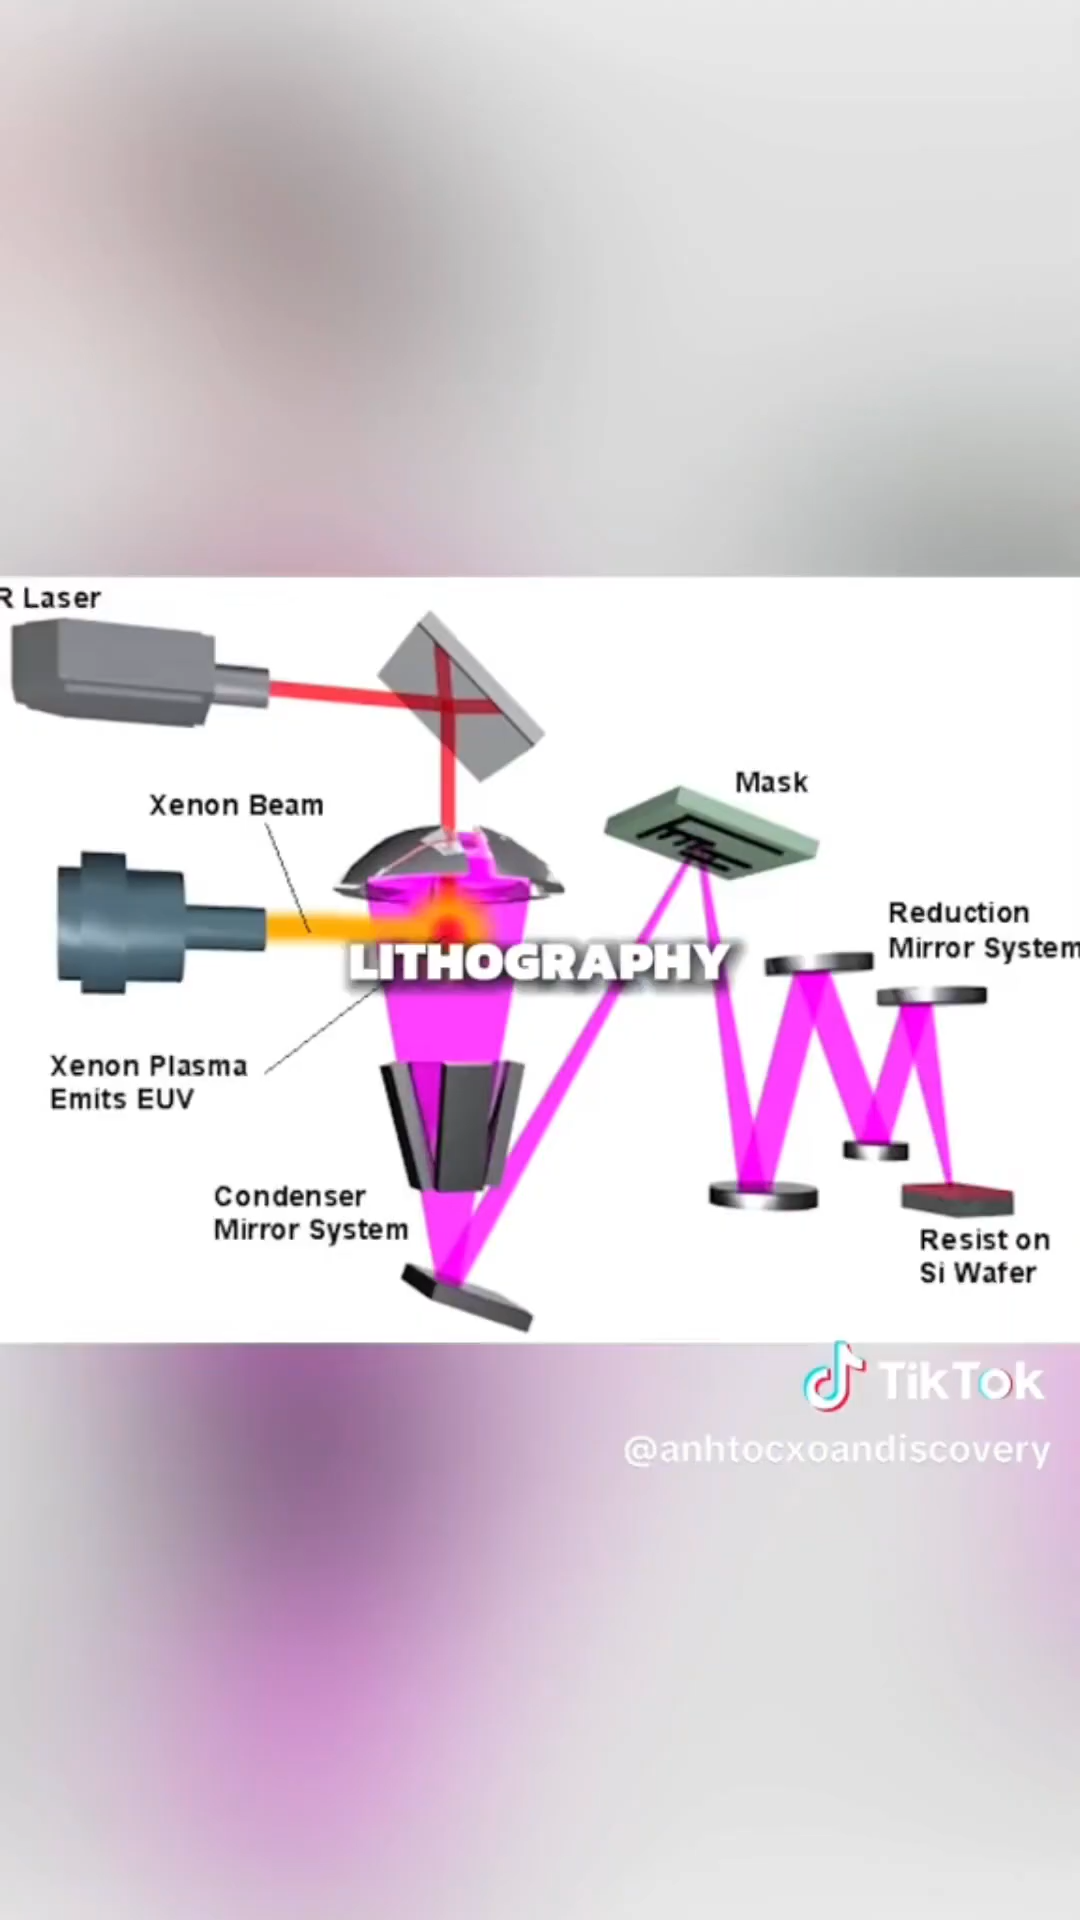 R Laser
Xenon Beam
Mask
Reduction
Mirror System
LITHOGRAPHY
Xenon Plasma
Emits EUV
Condenser
Mirror System
Resist on
Si Wafer
TikTok
@anhtocxoandiscovery